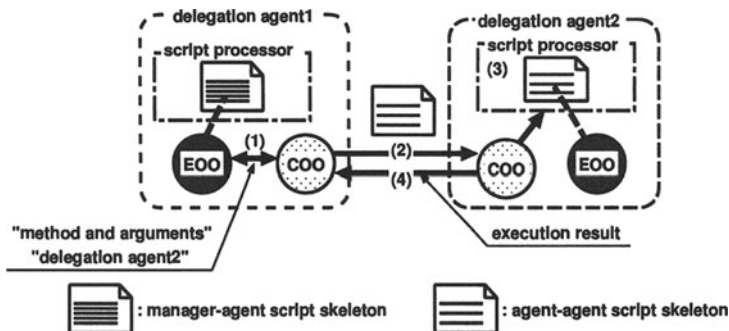 delegation agent1
delegation agent2
script processor
script processor
(3)
(1)
(2)
EOO
COO
COO
EOO
(4)
"method and arguments"
"delegation agent2"
execution result
: manager-agent script skeleton
: agent-agent script skeleton